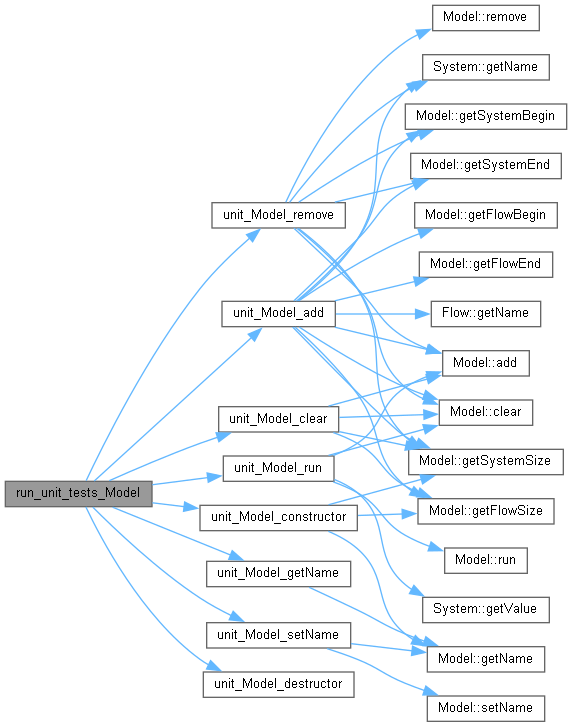 run_unit_tests_Model
unit_Model_remove
unit_Model_add
unit_Model_clear
unit_Model_run
unit_Model_constructor
unit_Model_getName
unit_Model_setName
unit_Model_destructor
Model::remove
System::getName
Model::getSystemBegin
Model::getSystemEnd
Model::getFlowBegin
Model::getFlowEnd
Flow::getName
Model::add
Model::clear
Model::getSystemSize
Model::getFlowSize
Model::run
System::getValue
Model::getName
Model::setName